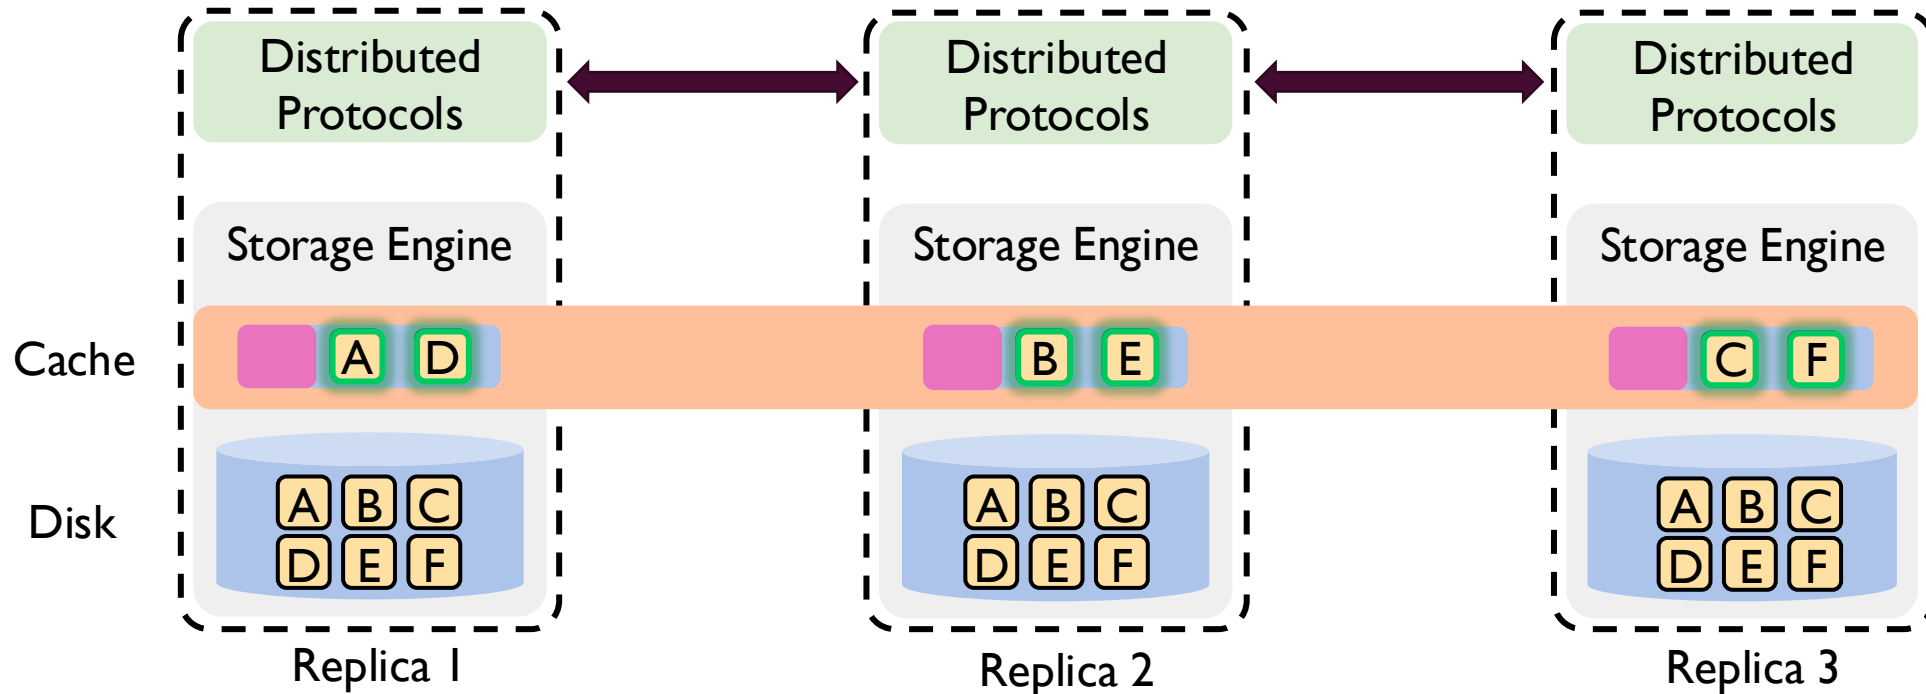 Distributed
Protocols
Distributed
Protocols
Distributed
Protocols
Storage Engine
Storage Engine
Storage Engine
Cache
A D
B E
C F
Disk
A B C
D E F
A B C
D E F
A B C
D E F
Replica 1
Replica 2
Replica 3